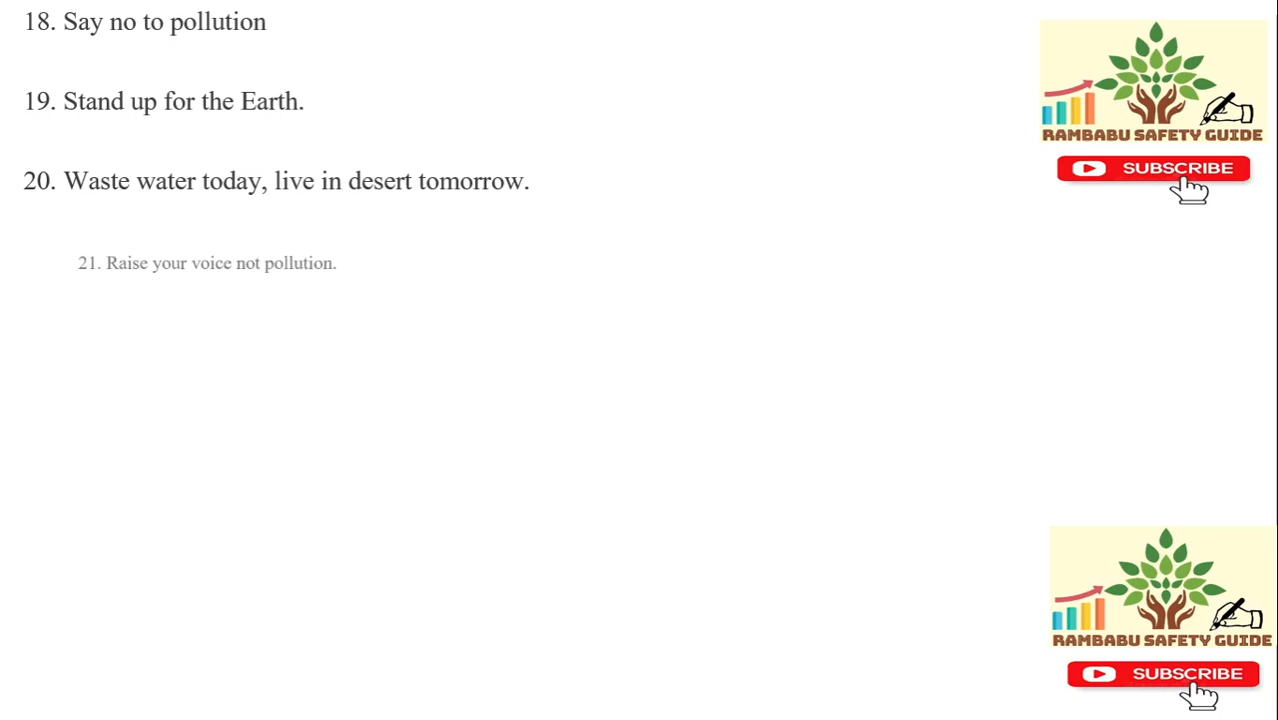 18. Say no to pollution
19. Stand up for the Earth.
20. Waste water today, live in desert tomorrow.
21. Raise your voice not pollution.
RAMBABU SAFETY GUIDE
SUBSCRIBE
RAMBABU SAFETY GUIDE
SUBSCRIBE